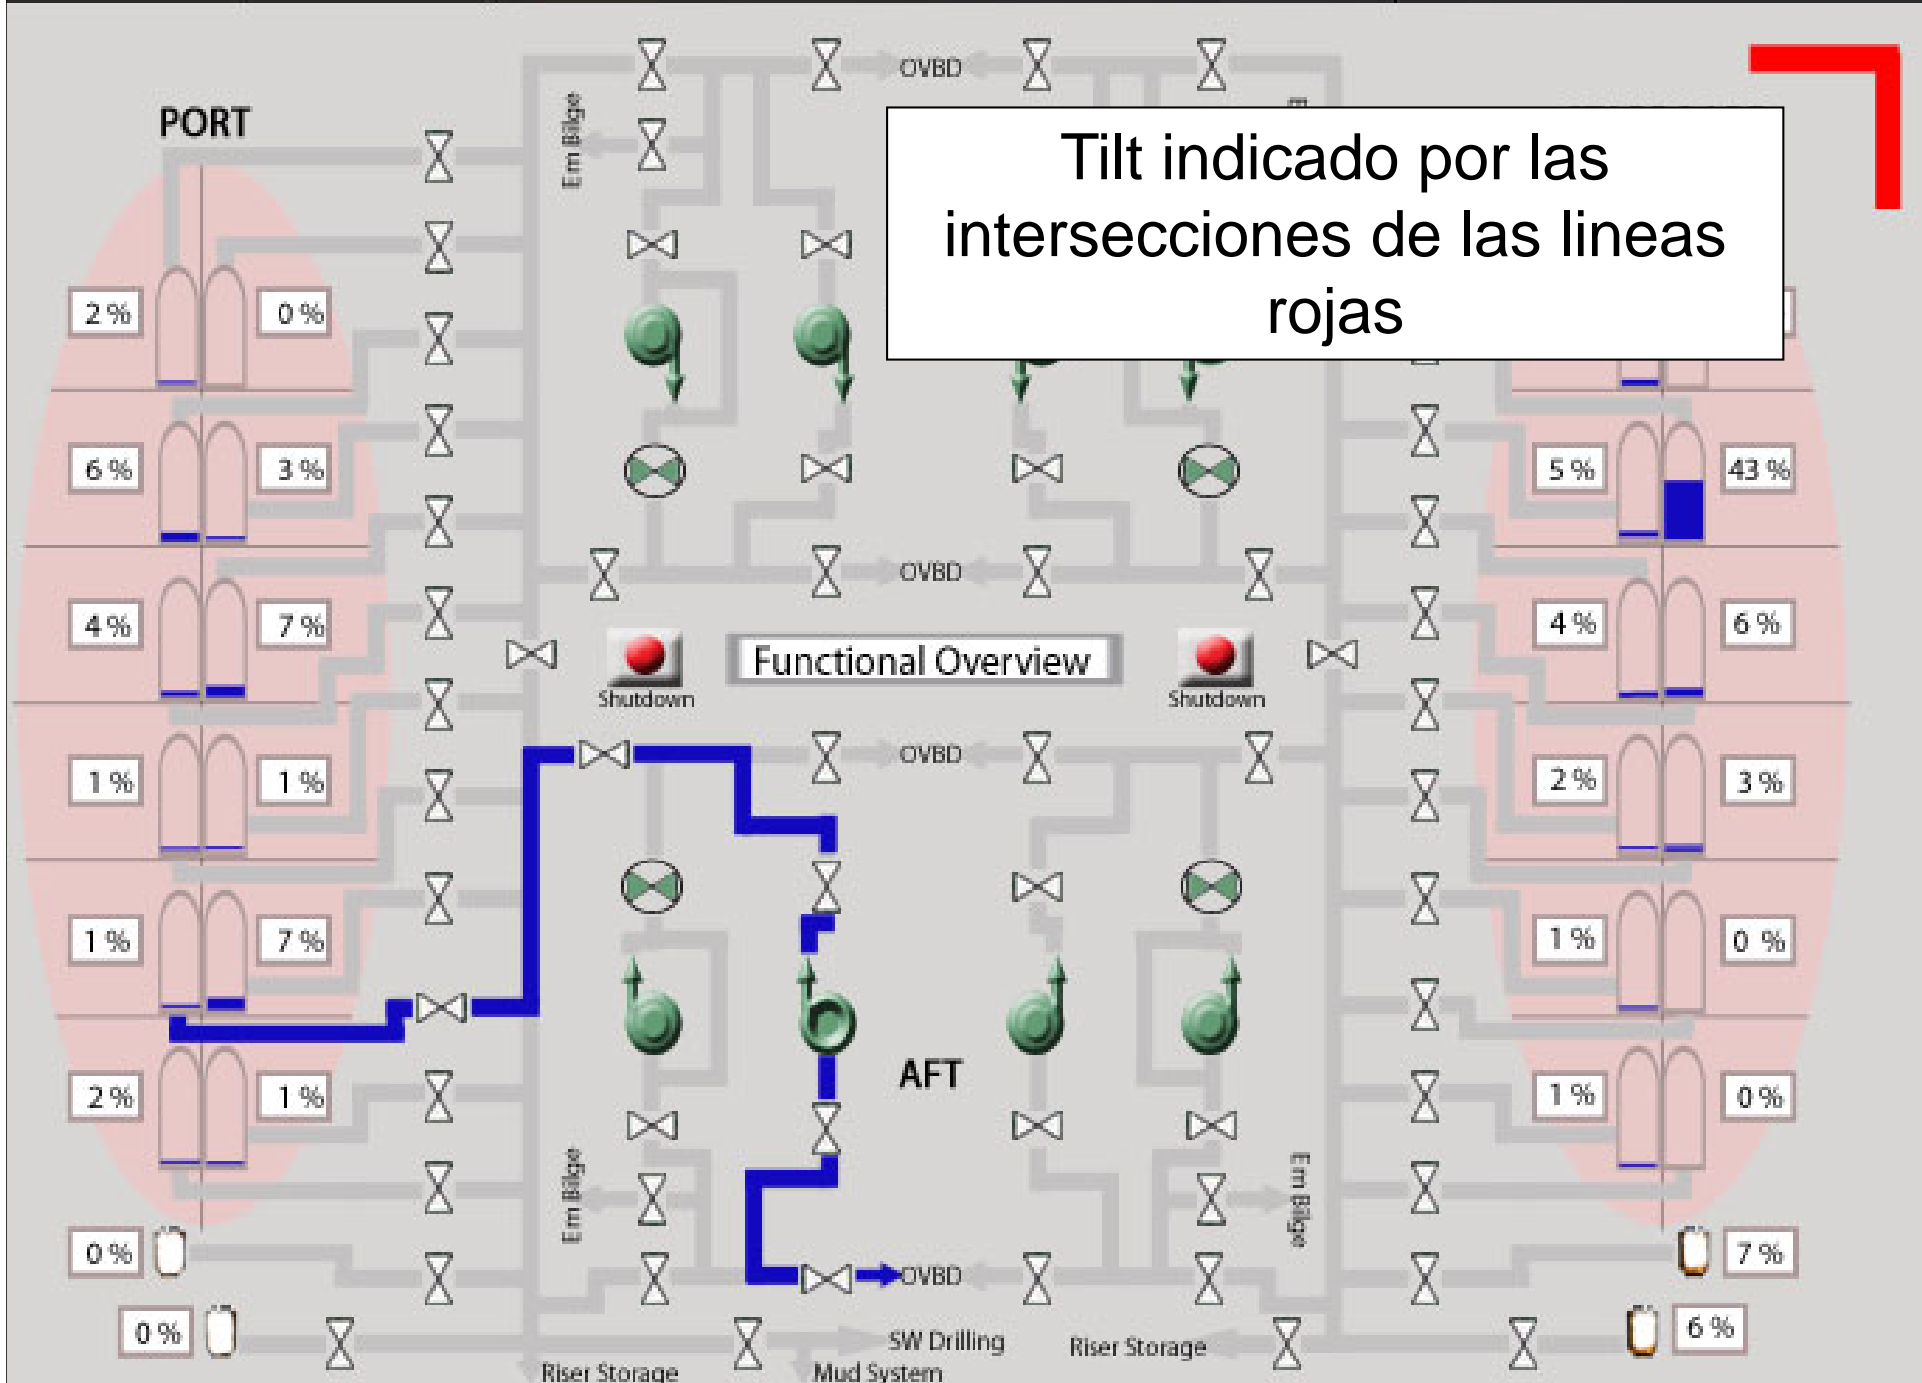 OVBD
Em Bilge
PORT
Tilt indicado por las
intersecciones de las lineas
rojas
2 %
0 %
6 %
3 %
5 %
43 %
OVBD
4 %
7 %
4 %
6 %
Functional Overview
Shutdown
Shutdown
OVBD
1 %
1 %
2 %
3 %
1 %
7 %
1 %
0 %
AFT
2 %
1 %
1 %
0 %
Em Bilge
Em Bilge
0 %
OVBD
7 %
0 %
SW Drilling
Riser Storage
6 %
Riser Storage
Mud System